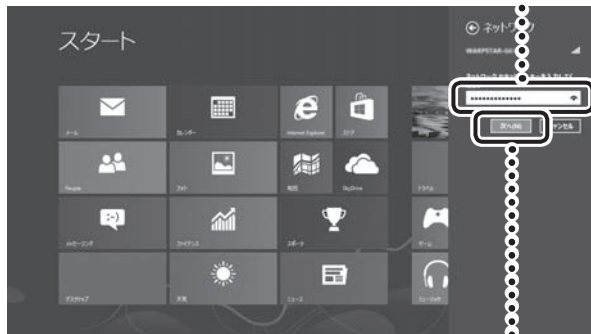 スタート
ネットワーク
WARPSTAR-
次へ(N)
キャンセル
メール
カレンダー
Internet Explorer
ストア
People
フォト
地図
SkyDrive
トラベル
メッセージング
ファイナンス
スポーツ
ゲーム
デスクトップ
天気
ニュース
ミュージック